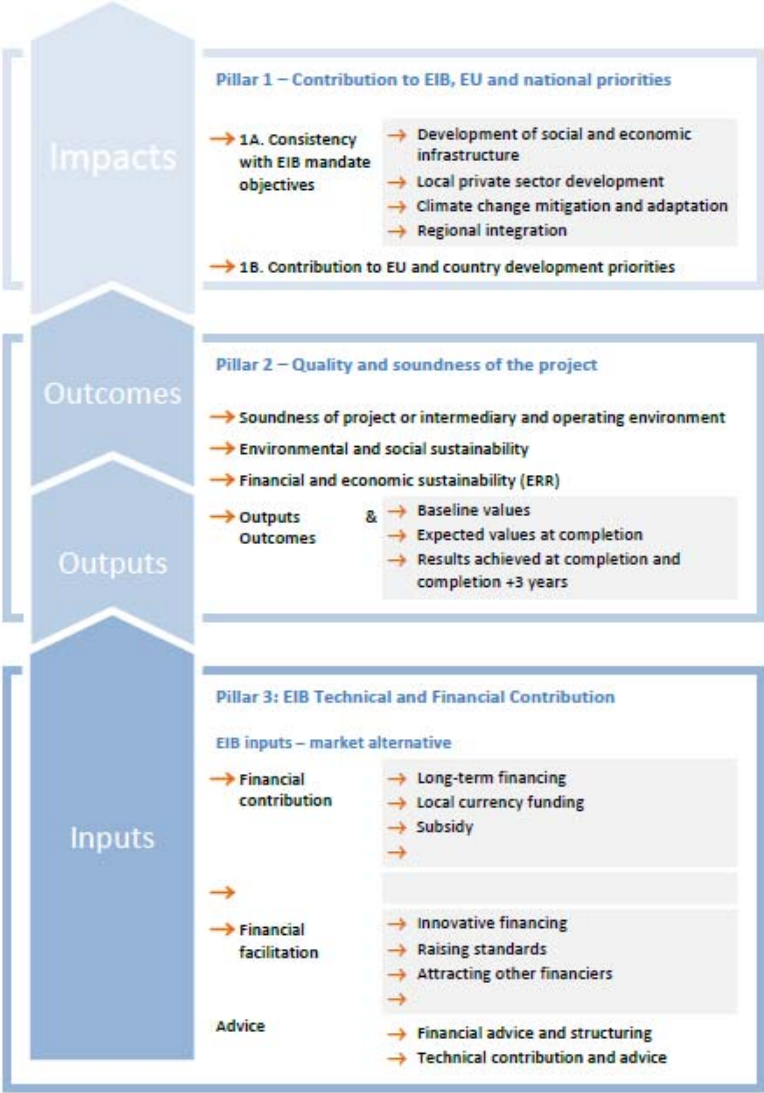 Impacts
Pillar 1 – Contribution to EIB, EU and national priorities
→ 1A. Consistency
with EIB mandate
objectives
→ Development of social and economic
infrastructure
→ Local private sector development
→ Climate change mitigation and adaptation
→ Regional integration
→ 1B. Contribution to EU and country development priorities
Outcomes
Pillar 2 – Quality and soundness of the project
→ Soundness of project or intermediary and operating environment
→ Environmental and social sustainability
→ Financial and economic sustainability (ERR)
→ Outputs &
Outcomes
→ Baseline values
→ Expected values at completion
→ Results achieved at completion and
completion +3 years
Outputs
Pillar 3: EIB Technical and Financial Contribution
EIB inputs – market alternative
→ Financial
contribution
→ Long-term financing
→ Local currency funding
→ Subsidy
→
Inputs
→
→ Financial
facilitation
→ Innovative financing
→ Raising standards
→ Attracting other financiers
→
Advice
→ Financial advice and structuring
→ Technical contribution and advice